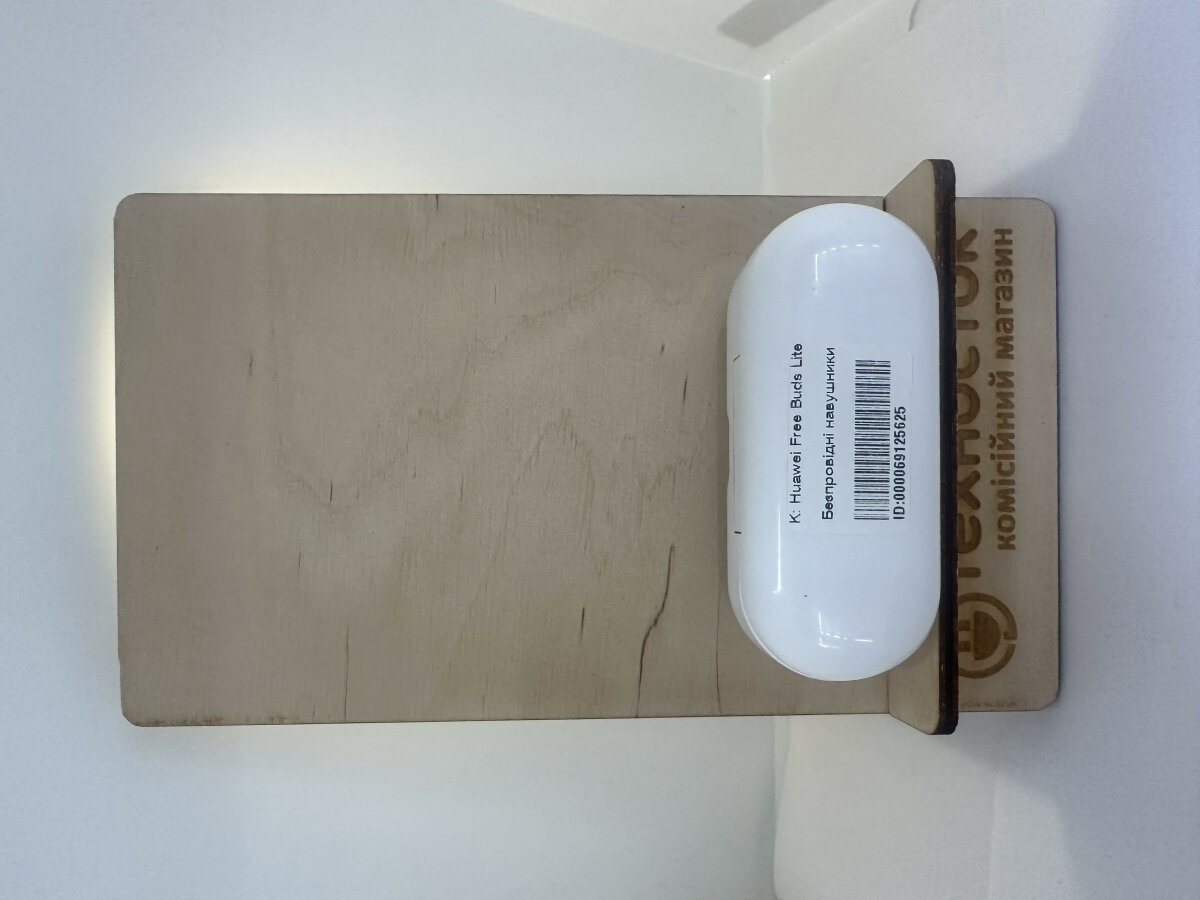 K: Huawei Free Buds Lite
Безпровідні навушники
ID:000069125625
Техносток
комісійний магазин